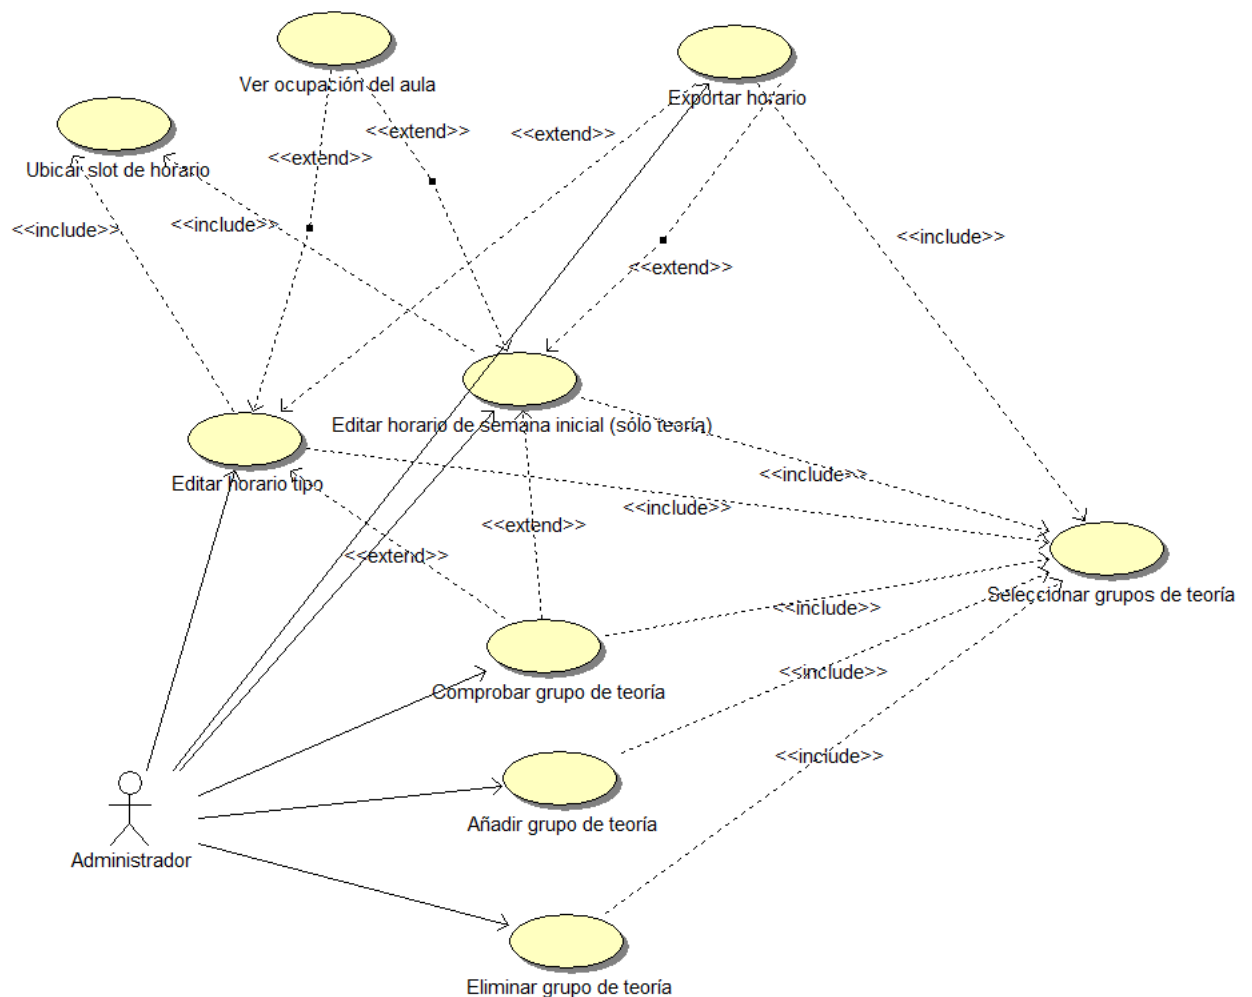 Ver ocupación del aula
Exportar horario
<<extend>>
<<extend>>
<<extend>>
Ubicar slot de horario
<<include>>
<<include>>
<<include>>
<<extend>>
Editar horario de semana inicial (sólo teoría)
Editar horario tipo
<<include>>
<<include>>
<<extend>>
<<extend>>
Seleccionar grupos de teoría
<<include>>
Comprobar grupo de teoría
<<include>>
<<include>>
Añadir grupo de teoría
Administrador
Eliminar grupo de teoría